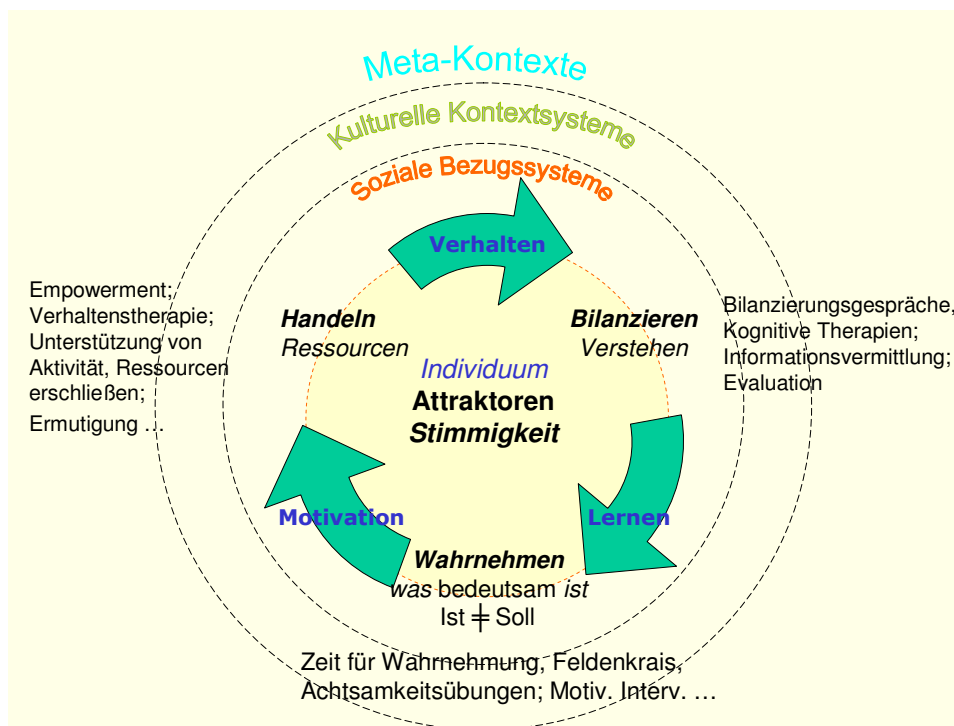 Meta-Kontexte
Kulturelle Kontextsysteme
Soziale Bezugssysteme
Verhalten
Empowerment;
Verhaltenstherapie;
Unterstützung von
Aktivität, Ressourcen
erschließen;
Ermutigung …
Handeln
Ressourcen
Bilanzieren
Verstehen
Bilanzierungsgespräche,
Kognitive Therapien;
Informationsvermittlung;
Evaluation
Individuum
Attraktoren
Stimmigkeit
Motivation
Lernen
Wahrnehmen
was bedeutsam ist
Ist ╪ Soll
Zeit für Wahrnehmung, Feldenkrais,
Achtsamkeitsübungen; Motiv. Interv. …